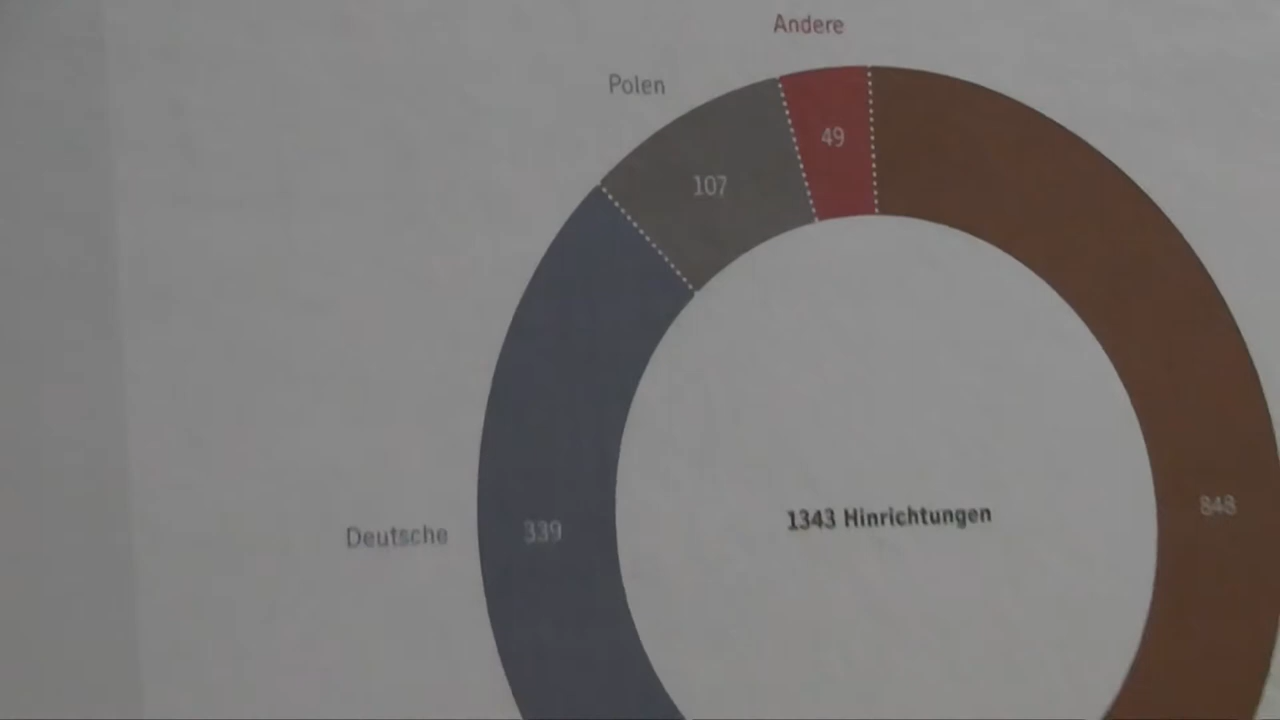 Andere
Polen
49
107
848
1343 Hinrichtungen
339
Deutsche